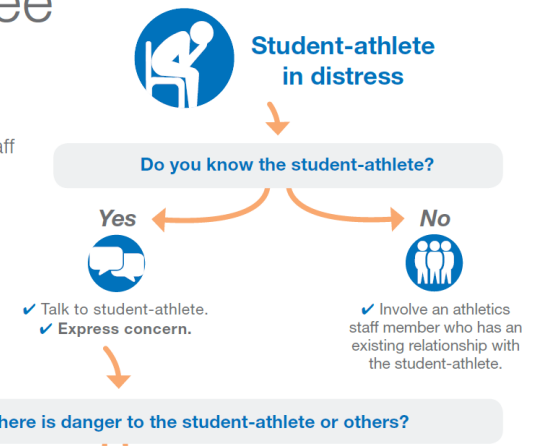 ee
Student-athlete
in distress
aff
Do you know the student-athlete?
Yes
No
✔ Talk to student-athlete.
✔ Express concern.
✔ Involve an athletics
staff member who has an
existing relationship with
the student-athlete.
here is danger to the student-athlete or others?